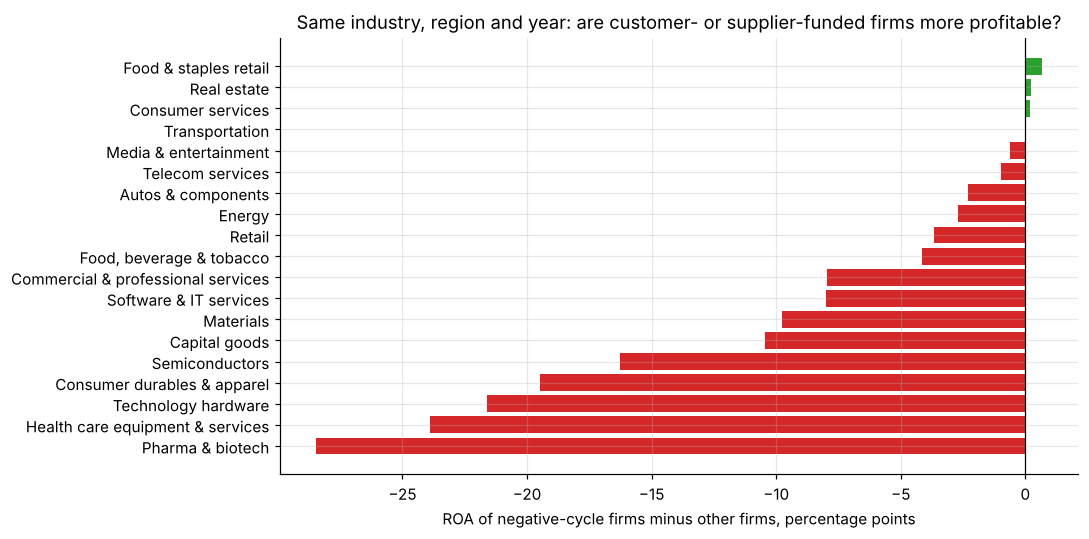 Same industry, region and year: are customer- or supplier-funded firms more profitable?
Food & staples retail
Real estate
Consumer services
Transportation
Media & entertainment
Telecom services
Autos & components
Energy
Retail
Food, beverage & tobacco
Commercial & professional services
Software & IT services
Materials
Capital goods
Semiconductors
Consumer durables & apparel
Technology hardware
Health care equipment & services
Pharma & biotech
−25 −20 −15 −10 −5 0
ROA of negative-cycle firms minus other firms, percentage points